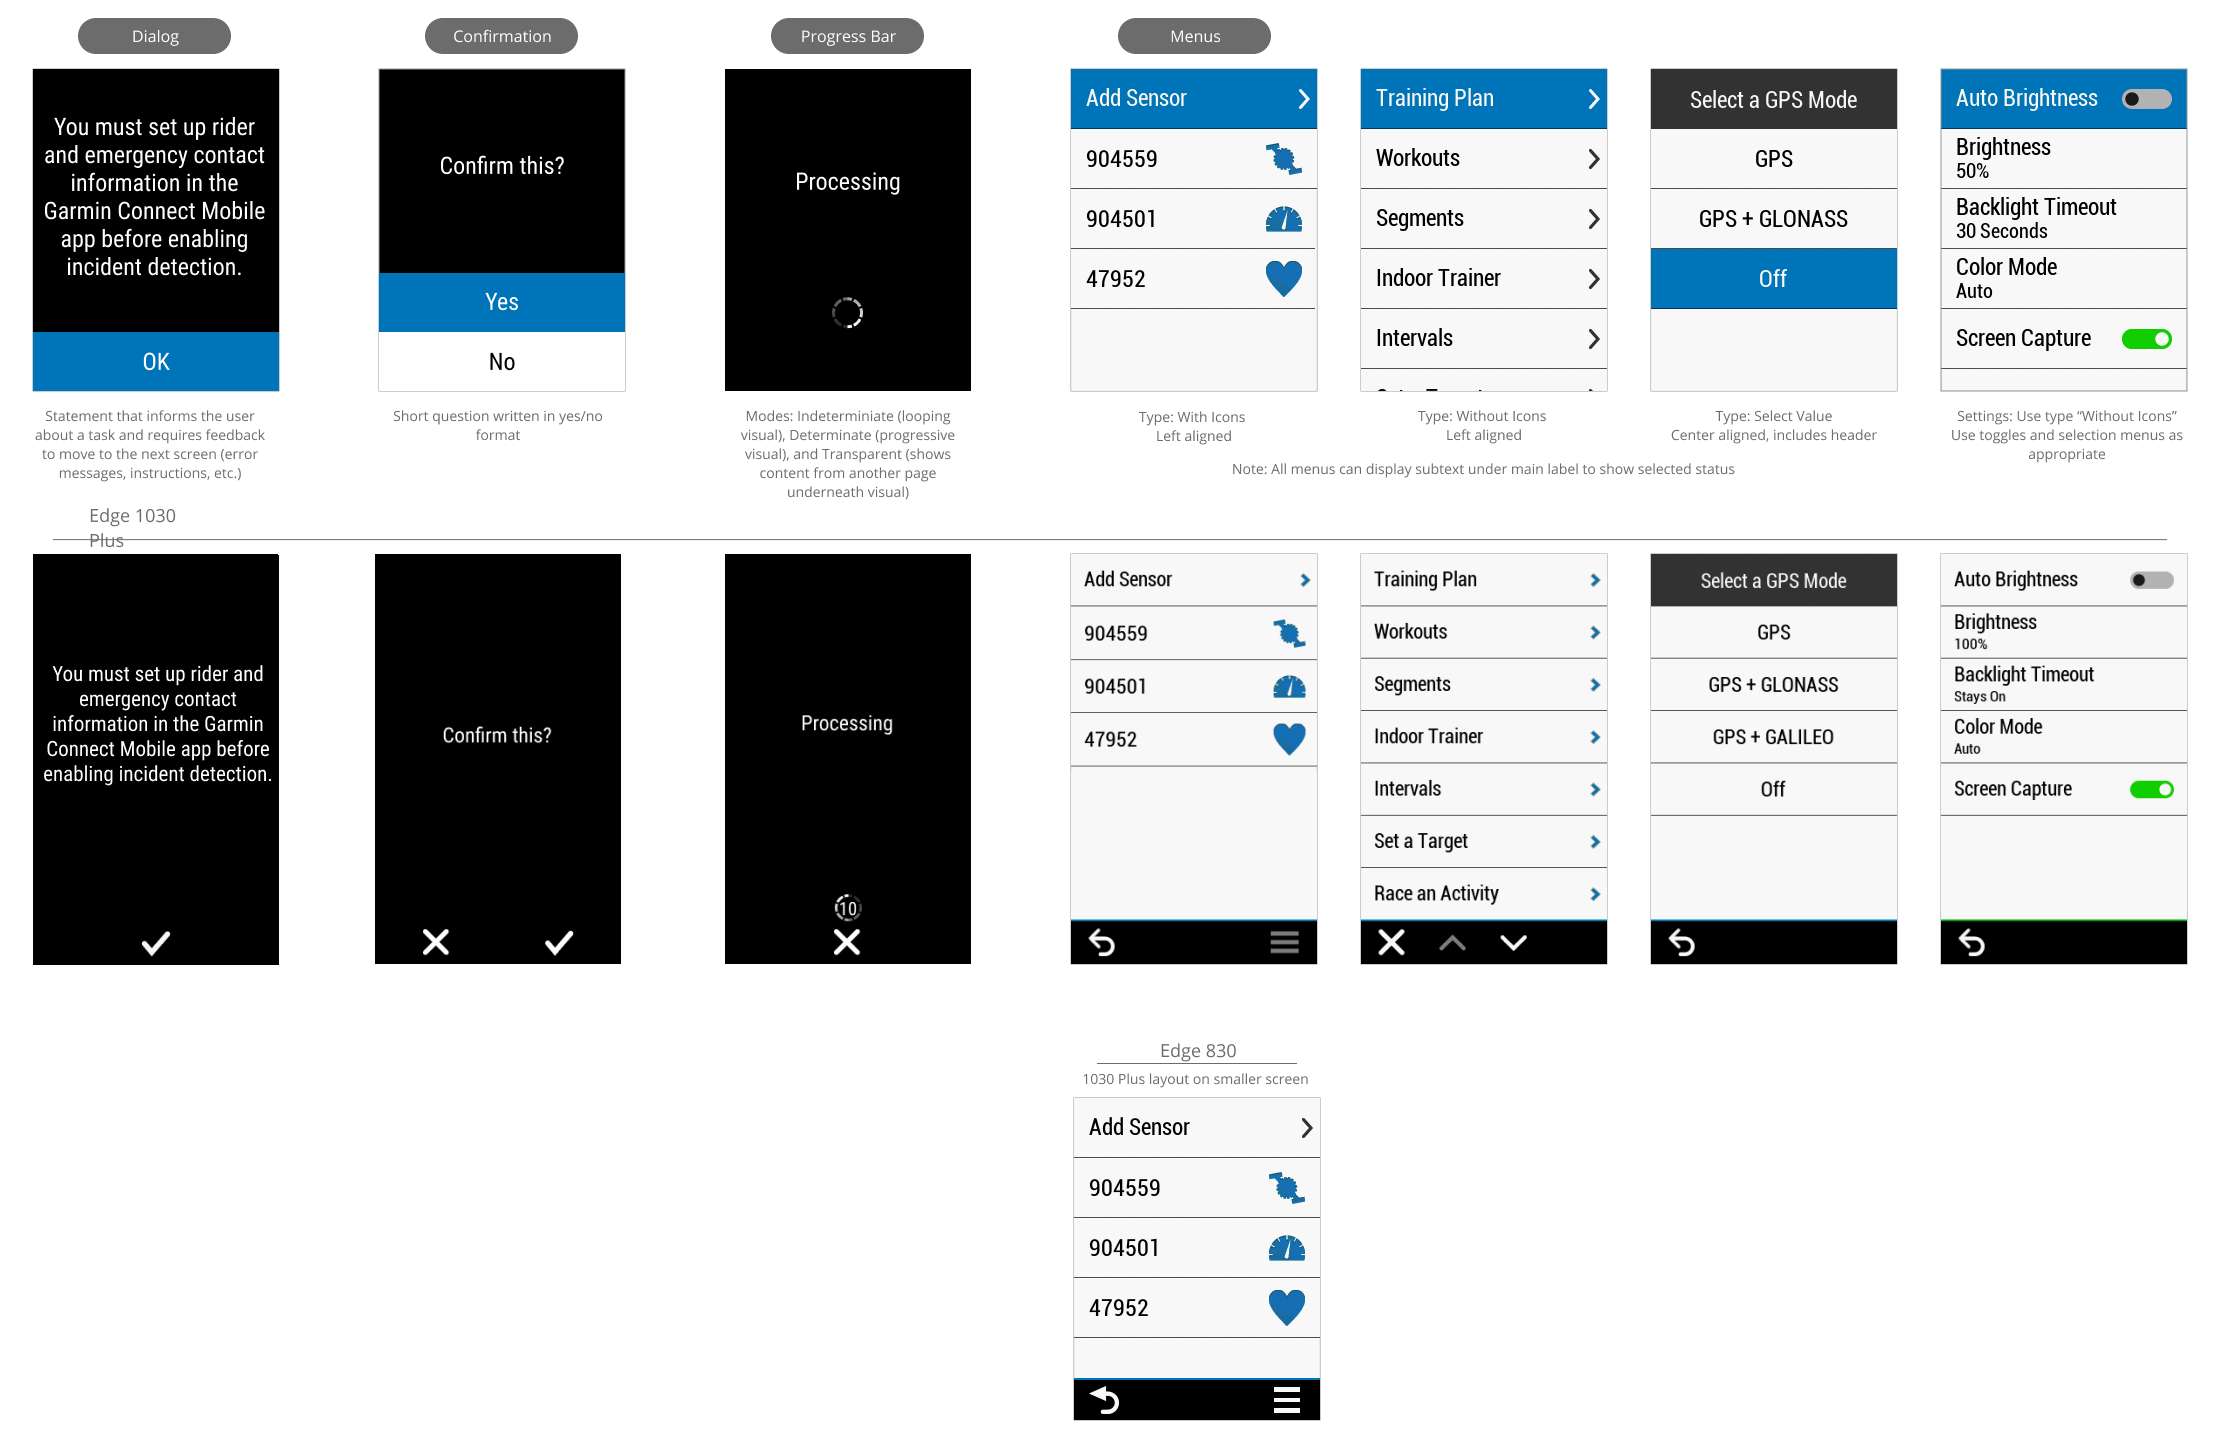 Dialog
Confirmation
Progress Bar
Menus
You must set up rider
and emergency contact
information in the
Garmin Connect Mobile
app before enabling
incident detection.
OK
Statement that informs the user
about a task and requires feedback
to move to the next screen (error
messages, instructions, etc.)
Confirm this?
Yes
No
Short question written in yes/no
format
Processing
Modes: Indeterminiate (looping
visual), Determinate (progressive
visual), and Transparent (shows
content from another page
underneath visual)
Add Sensor
904559
904501
47952
Type: With Icons
Left aligned
Training Plan
Workouts
Segments
Indoor Trainer
Intervals
Type: Without Icons
Left aligned
Select a GPS Mode
GPS
GPS + GLONASS
Off
Type: Select Value
Center aligned, includes header
Auto Brightness
Brightness
50%
Backlight Timeout
30 Seconds
Color Mode
Auto
Screen Capture
Settings: Use type “Without Icons”
Use toggles and selection menus as
appropriate
Note: All menus can display subtext under main label to show selected status
Edge 1030
Plus
You must set up rider and
emergency contact
information in the Garmin
Connect Mobile app before
enabling incident detection.
Confirm this?
Processing
10
Add Sensor
904559
904501
47952
Training Plan
Workouts
Segments
Indoor Trainer
Intervals
Set a Target
Race an Activity
Select a GPS Mode
GPS
GPS + GLONASS
GPS + GALILEO
Off
Auto Brightness
Brightness
100%
Backlight Timeout
Stays On
Color Mode
Auto
Screen Capture
Edge 830
1030 Plus layout on smaller screen
Add Sensor
904559
904501
47952